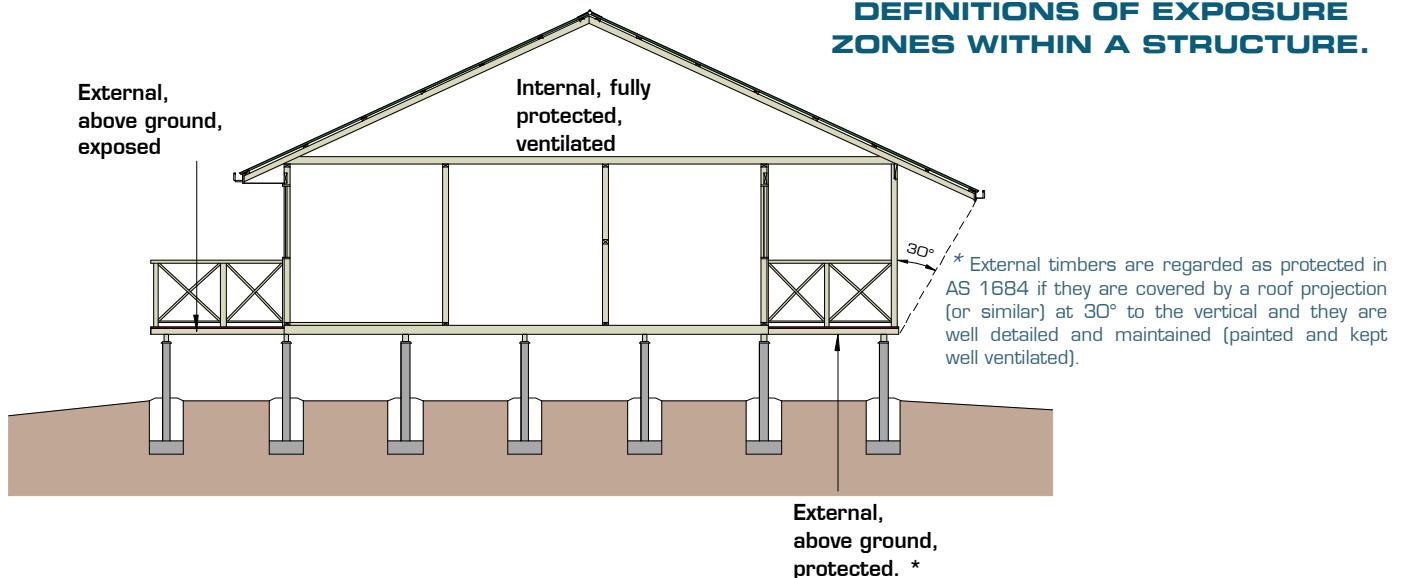 DEFINITIONS OF EXPOSURE
ZONES WITHIN A STRUCTURE.
External,
above ground,
exposed
Internal, fully
protected,
ventilated
30°
* External timbers are regarded as protected in
AS 1684 if they are covered by a roof projection
(or similar) at 30° to the vertical and they are
well detailed and maintained (painted and kept
well ventilated).
External,
above ground,
protected. *